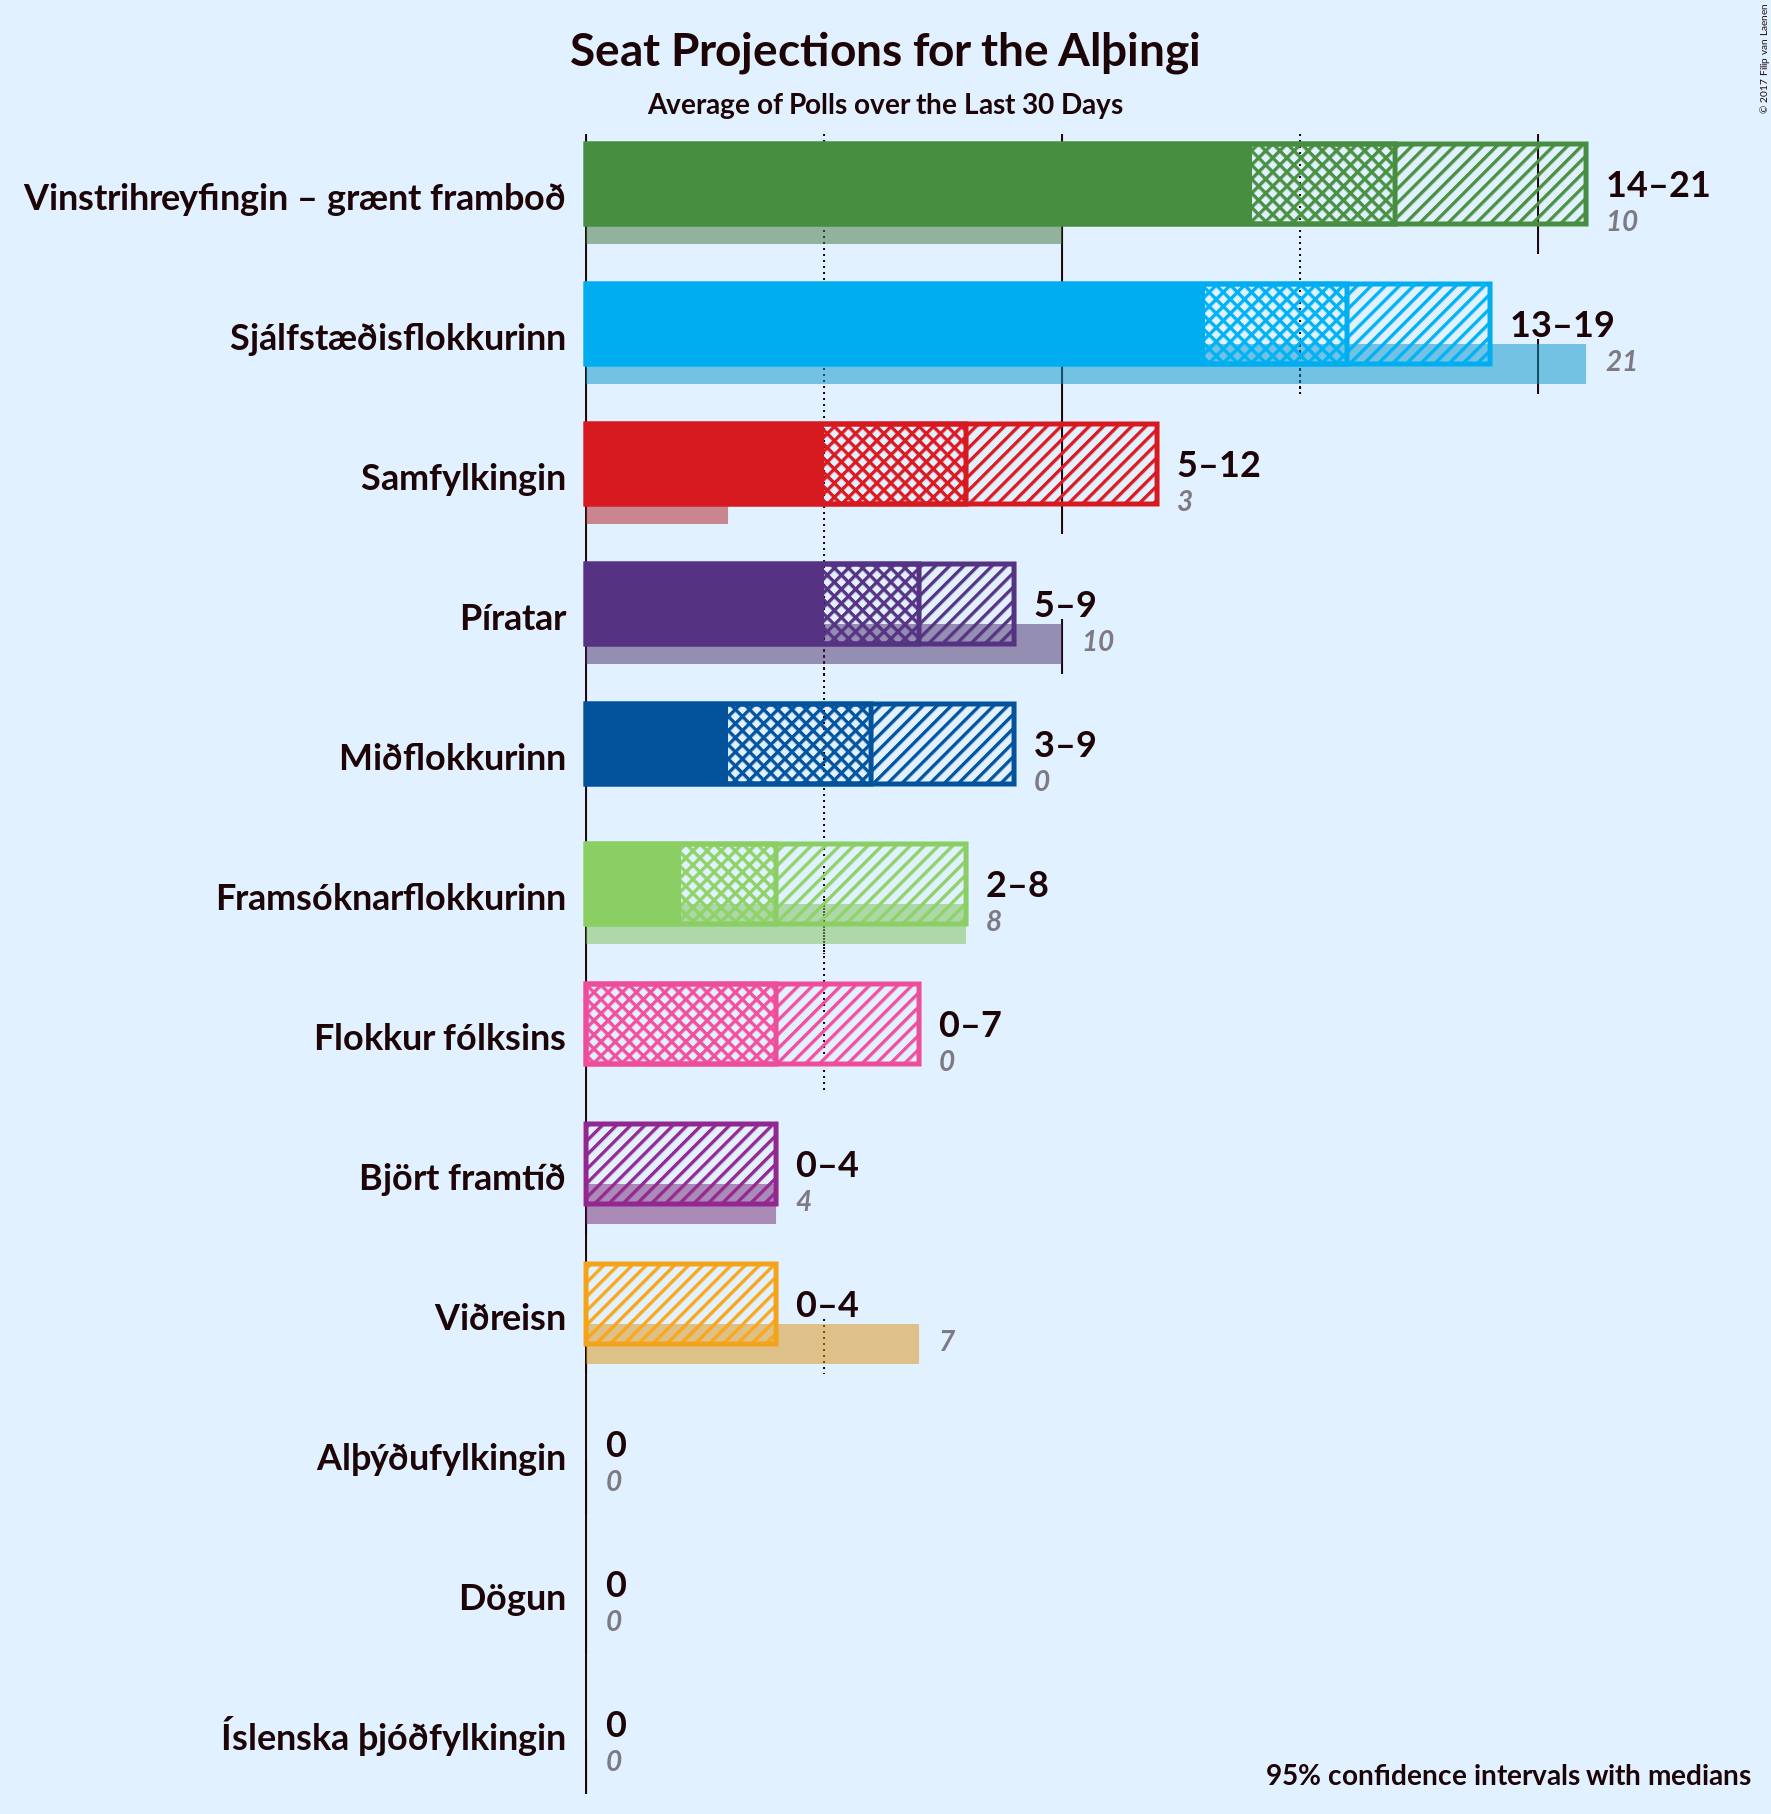 © 2017 Filip van Laenen
Seat Projections for the Alþingi
Average of Polls over the Last 30 Days
Vinstrihreyfingin – grænt framboð
14–21
10
Sjálfstæðisflokkurinn
13–19
21
Samfylkingin
5–12
3
Píratar
5–9
10
Miðflokkurinn
3–9
0
Framsóknarflokkurinn
2–8
8
Flokkur fólksins
0–7
0
Björt framtíð
0–4
4
Viðreisn
0–4
7
Alþýðufylkingin
0
0
Dögun
0
0
Íslenska þjóðfylkingin
0
0
95% confidence intervals with medians